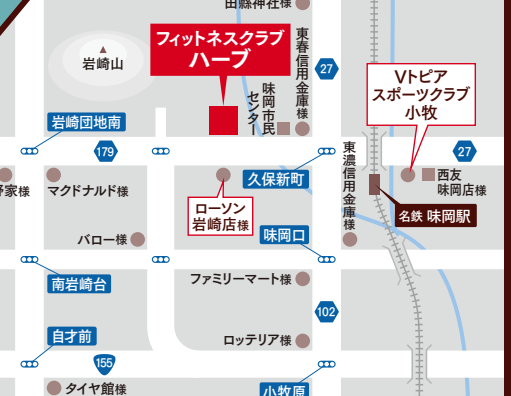 田縣神社様
フィットネスクラブ
ハーブ
岩崎山
東春信用金庫様
27
味岡市民
センター
Vトピア
スポーツクラブ
小牧
岩崎団地南
179
久保新町
27
西友
味岡店様
東濃信用金庫様
野家様
マクドナルド様
ローソン
岩崎店様
名鉄 味岡駅
バロー様
味岡口
南岩崎台
ファミリーマート様
102
自才前
ロッテリア様
155
タイヤ館様
小牧原